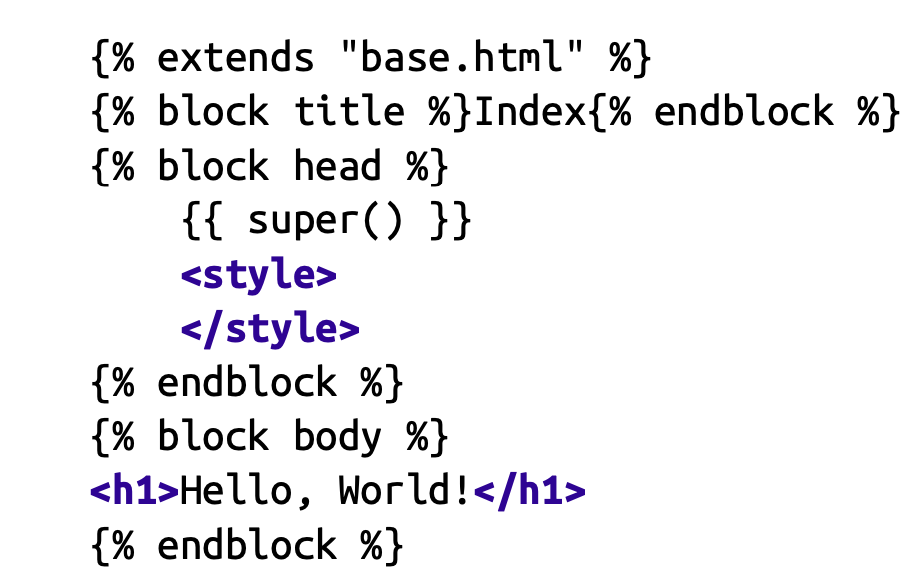 {% extends "base.html" %}
{% block title %}Index{% endblock %}
{% block head %}
    {{ super() }}
    <style>
    </style>
{% endblock %}
{% block body %}
<h1>Hello, World!</h1>
{% endblock %}